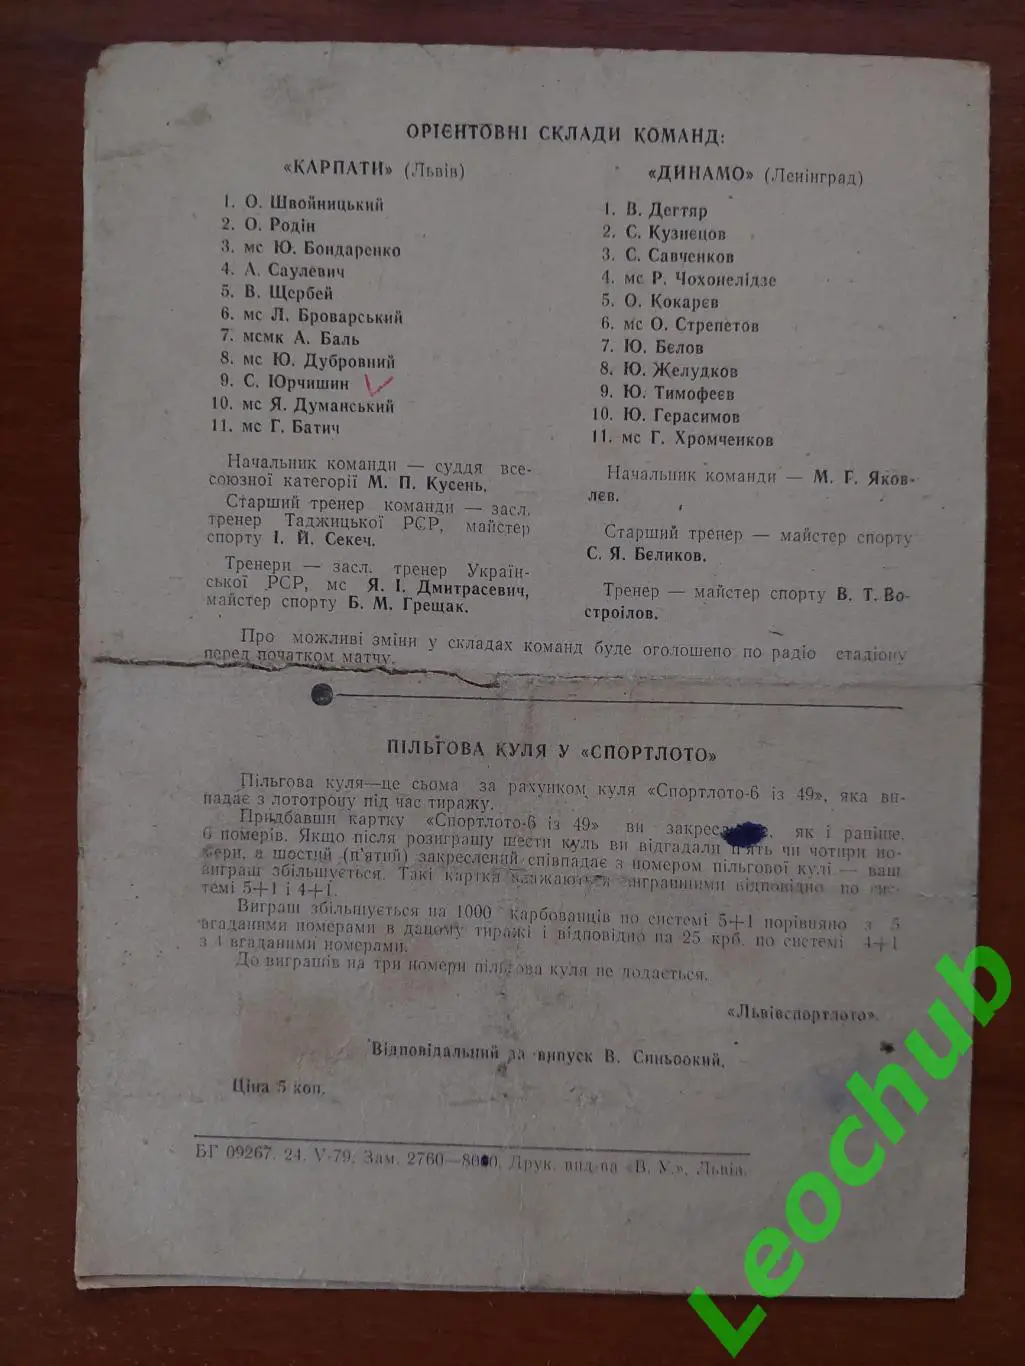 ОРІЄНТОВНІ СКЛАДИ КОМАНД:
«КАРПАТИ» (Львів)
1. О. Швойницький
2. О. Родін
3. мс Ю. Бондаренко
4. А. Саулевич
5. В. Щербей
6. мс Л. Броварський
7. мсмк А. Баль
8. мс Ю. Дубровний
9. С. Юрчишин
10. мс Я. Думанський
11. мс Г. Батич
Начальник команди — суддя все-
союзної категорії М. П. Кусень.
Старший тренер команди — засл.
тренер Таджицької РСР, майстер
спорту І. Й. Секеч.
Тренери — засл. тренер Україн-
ської РСР, мс Я. І. Дмитрасевич,
майстер спорту Б. М. Грещак.
«ДИНАМО» (Ленінград)
1. В. Дегтяр
2. С. Кузнєцов
3. С. Савченков
4. мс Р. Чохонелідзе
5. О. Кокарєв
6. мс О. Стрепетов
7. Ю. Бєлов
8. Ю. Желудков
9. Ю. Тимофеєв
10. Ю. Герасимов
11. мс Г. Хромченков
Начальник команди — М. Г. Яков-
лєв.
Старший тренер — майстер спорту
С. Я. Беликов.
Тренер — майстер спорту В. Т. Во-
строілов.
Про можливі зміни у складах команд буде оголошено по радіо стадіону
перед початком матчу.
ПІЛЬГОВА КУЛЯ У «СПОРТЛОТО»
Пільгова куля—це сьома за рахунком куля «Спортлото-6 із 49», яка ви-
падає з лототрону під час тиражу.
Придбавши картку «Спортлото-6 із 49» ви як і раніше,
6 номерів. Якщо після розиграшу шести куль ви відгадали п'ять чи чотири но-
мери, а шостий (п'ятий) закреслений співпадає з номером пільгової кулі — ваш
виграш збільшується. Такі картки вважаються виграшними відповідно по сис-
темі 5+1 і 4+1.
Виграш збільшується на 1000 карбованців по системі 5+1 порівняно з 5
вгаданими номерами в даному тиражі і відповідно на 25 крб. по системі 4+1
з 4 вгаданими номерами.
До виграшів на три номери пільгова куля не додається.
«Львівспортлото».
Відповідальний за випуск В. Синьоокий.
Ціна 5 коп.
БГ 09267. 24. V-79. Зам. 2760—8000. Друк. вид-ва «В. У.», Львів.
Leochub